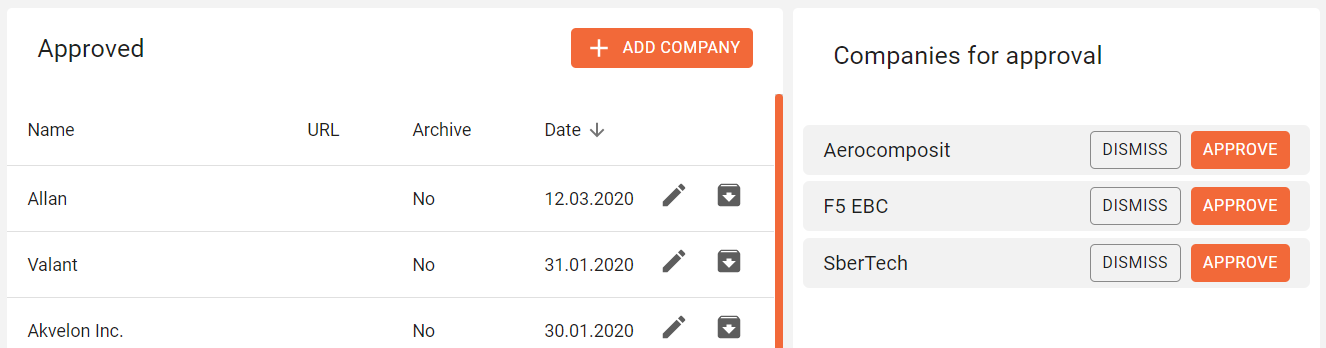 Approved
ADD COMPANY
Name URL Archive Date
Allan No 12.03.2020
Valant No 31.01.2020
Akvelon Inc. No 30.01.2020
Companies for approval
Aerocomposit DISMISS APPROVE
F5 EBC DISMISS APPROVE
SberTech DISMISS APPROVE